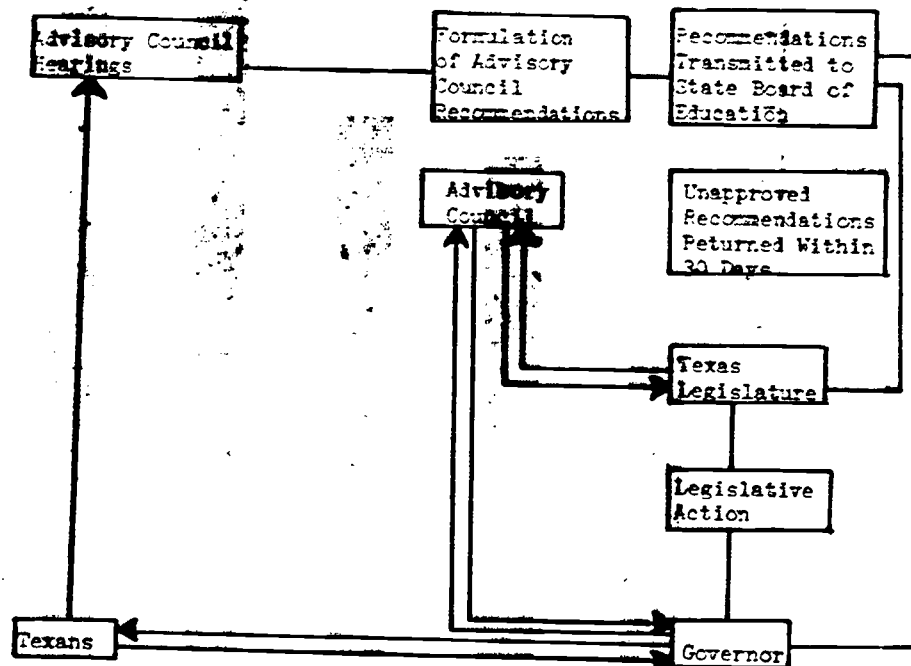 Advisory Council
Hearings
Formulation
of Advisory
Council
Recommendations
Recommendations
Transmitted to
State Board of
Education
Advisory
Council
Unapproved
Recommendations
Returned Within
30 Days
Texas
Legislature
Legislative
Action
Texans
Governor